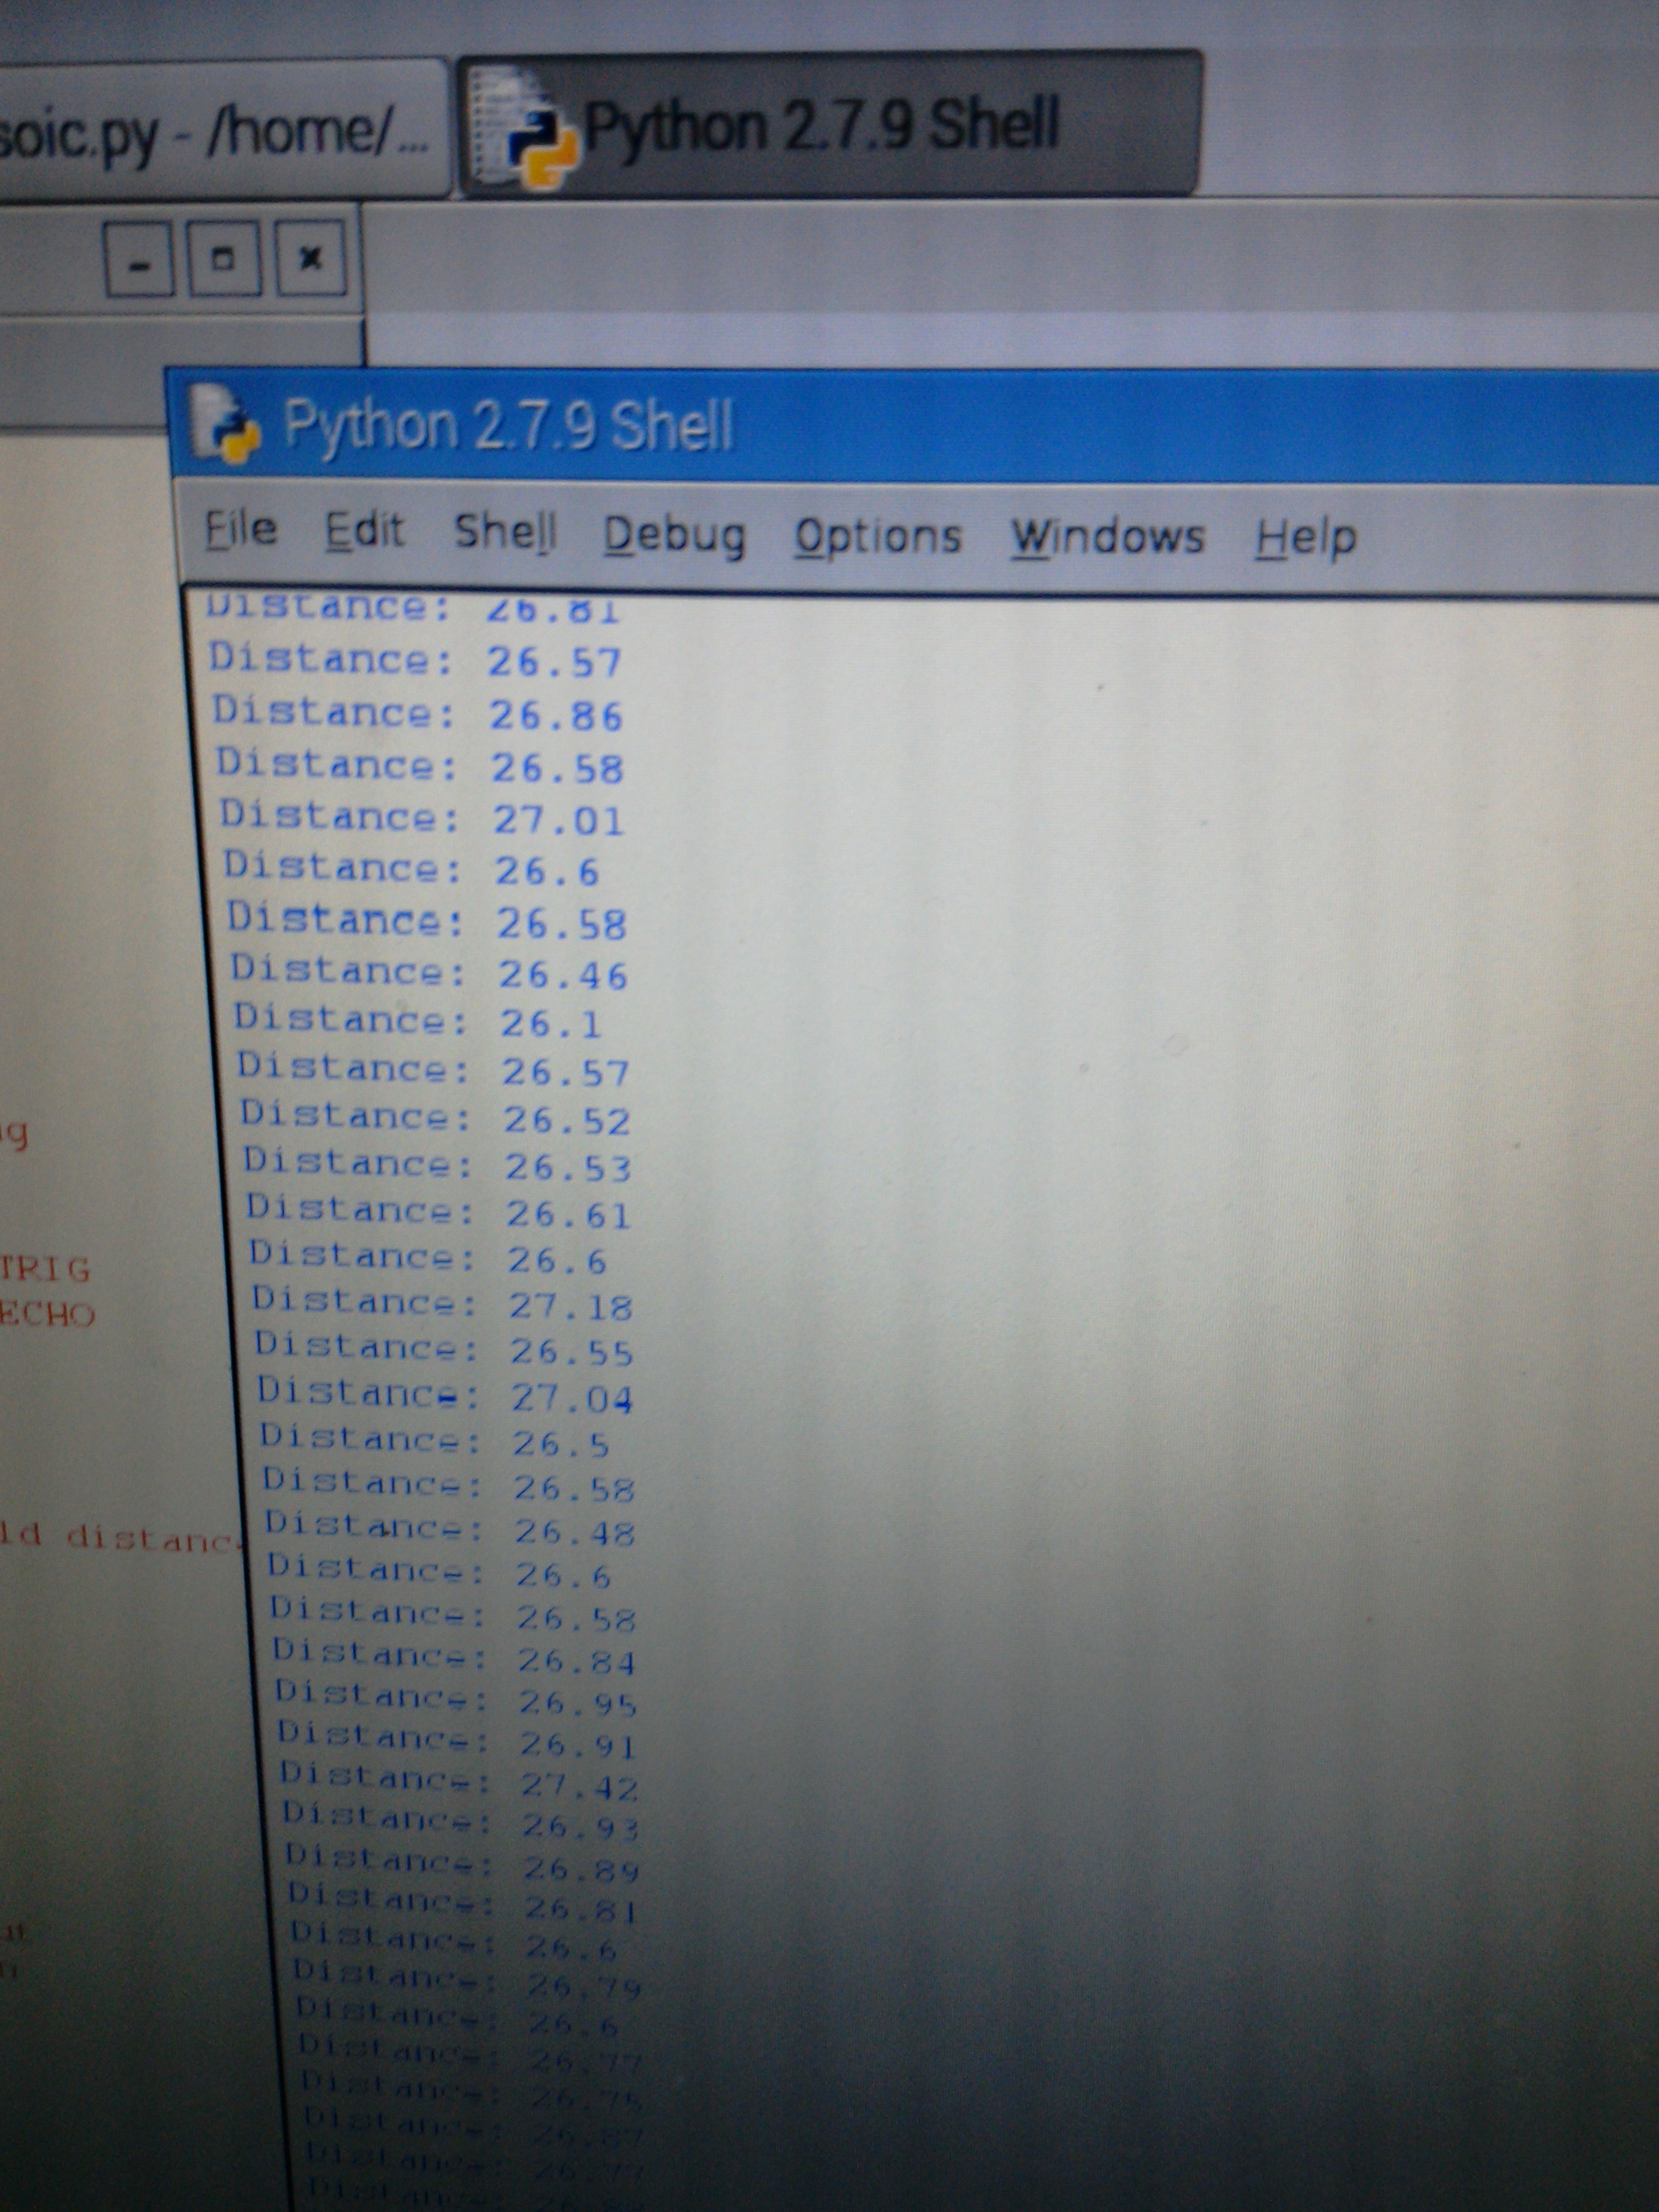 soic.py - /home/...
Python 2.7.9 Shell
Python 2.7.9 Shell
File Edit Shell Debug Options Windows Help
Distance: 26.81
Distance: 26.57
Distance: 26.86
Distance: 26.58
Distance: 27.01
Distance: 26.6
Distance: 26.58
Distance: 26.46
Distance: 26.1
Distance: 26.57
Distance: 26.52
Distance: 26.53
Distance: 26.61
Distance: 26.6
Distance: 27.18
Distance: 26.55
Distance: 27.04
Distance: 26.5
Distance: 26.58
Distance: 26.48
Distance: 26.6
Distance: 26.58
Distance: 26.84
Distance: 26.95
Distance: 26.91
Distance: 27.42
Distance: 26.93
Distance: 26.89
Distance: 26.81
Distance: 26.6
Distance: 26.79
Distance: 26.6
Distance: 26.77
Distance: 26.75
Distance: 26.87
Distance: 26.77
Distance:
ng
TRIG
ECHO
ld distanc